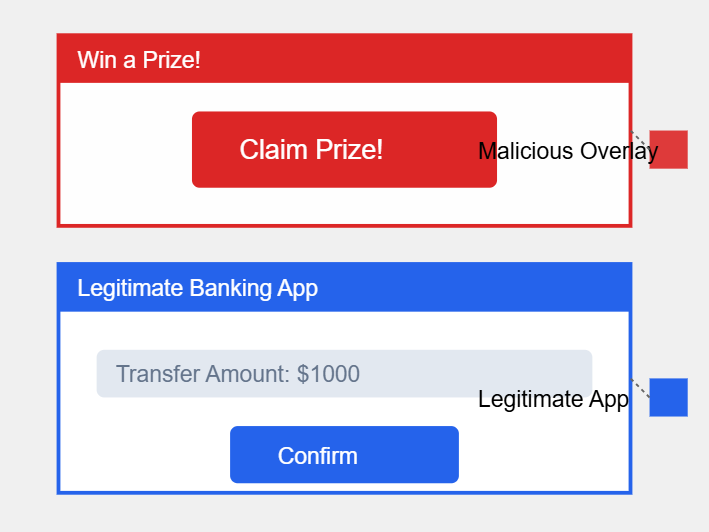 Win a Prize!
Claim Prize!
Malicious Overlay
Legitimate Banking App
Transfer Amount: $1000
Legitimate App
Confirm